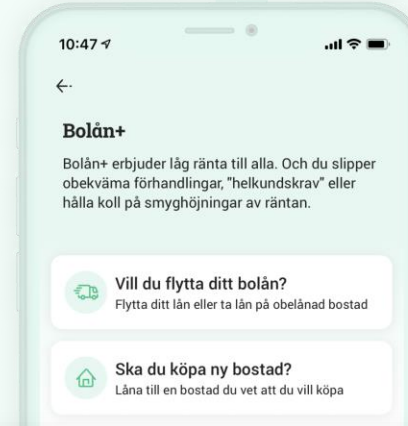 10:47
Bolån+
Bolån+ erbjuder låg ränta till alla. Och du slipper
obekväma förhandlingar, "helkundskrav" eller
hålla koll på smyghöjningar av räntan.
Vill du flytta ditt bolån?
Flytta ditt lån eller ta lån på obelånad bostad
Ska du köpa ny bostad?
Låna till en bostad du vet att du vill köpa